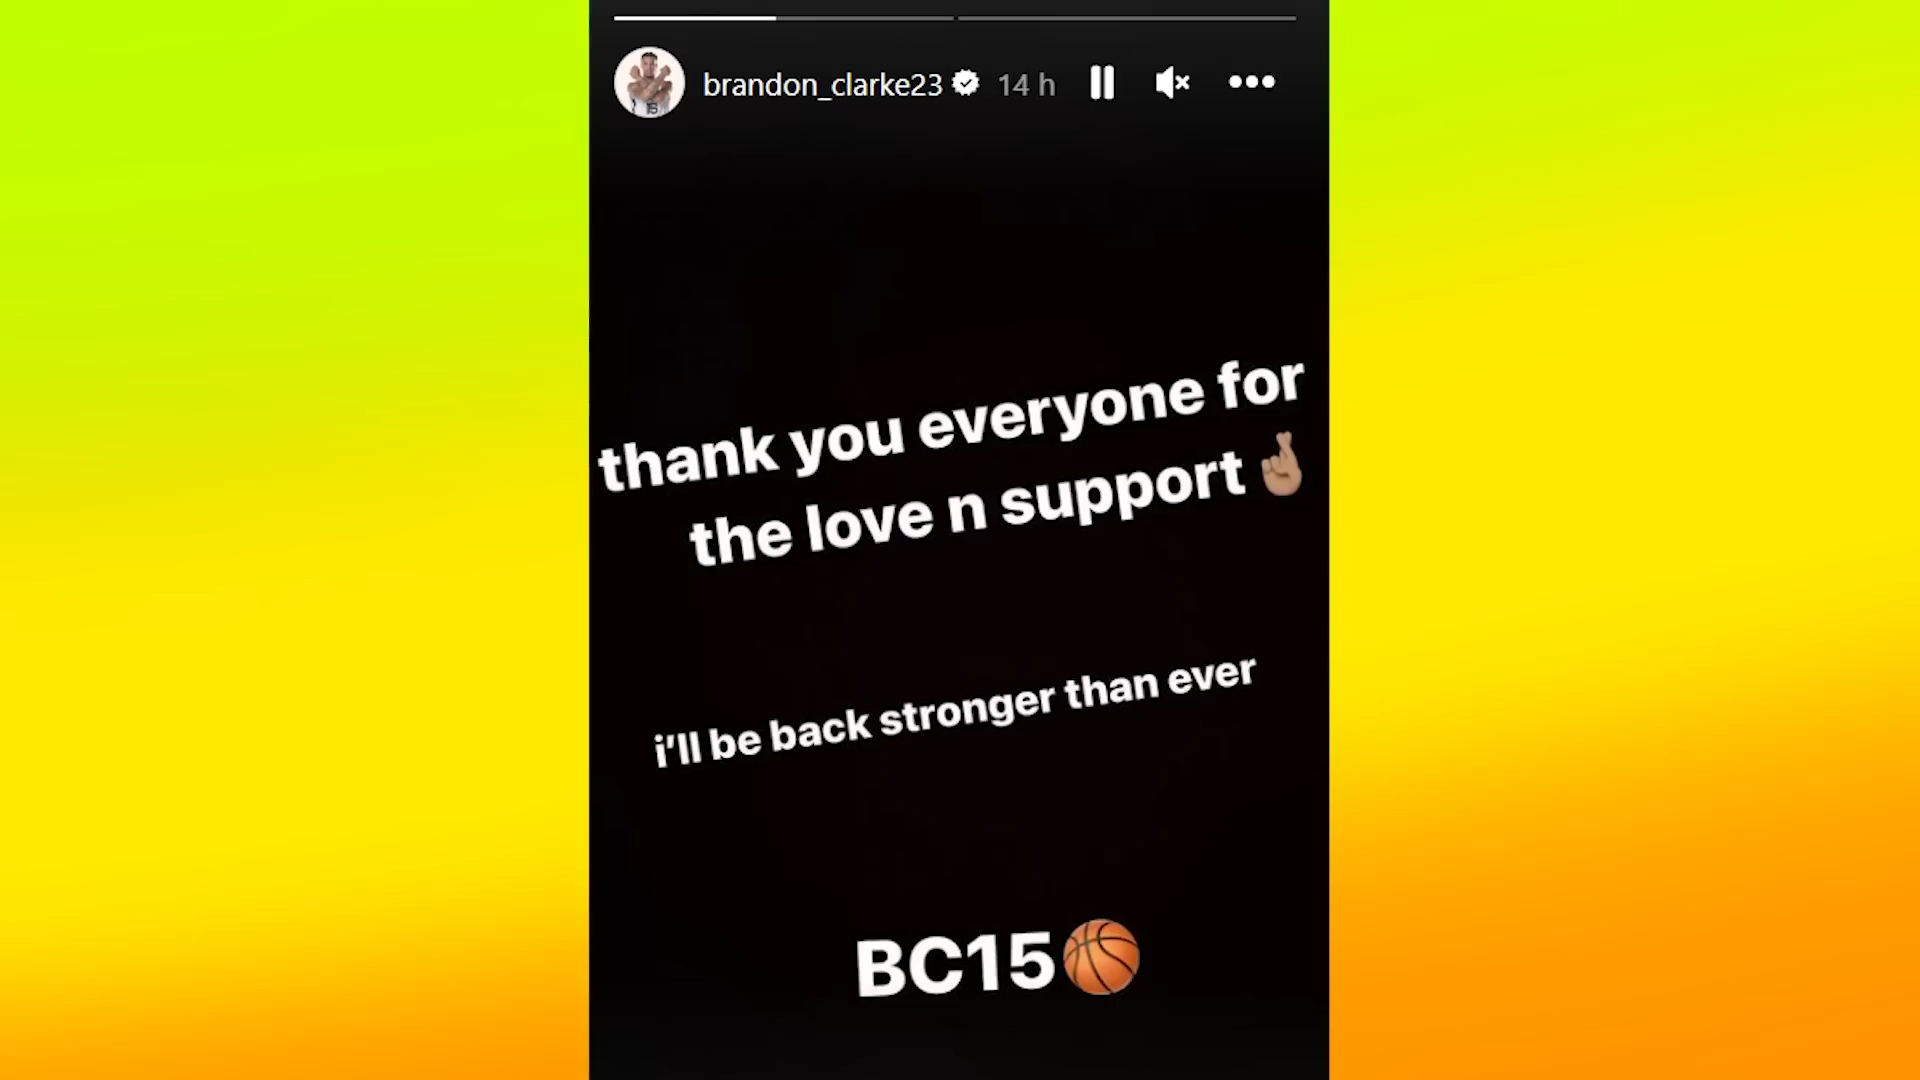 brandon_clarke23 14 h
thank you everyone for
the love n support🤞🏽
i'll be back stronger than ever
BC15🏀